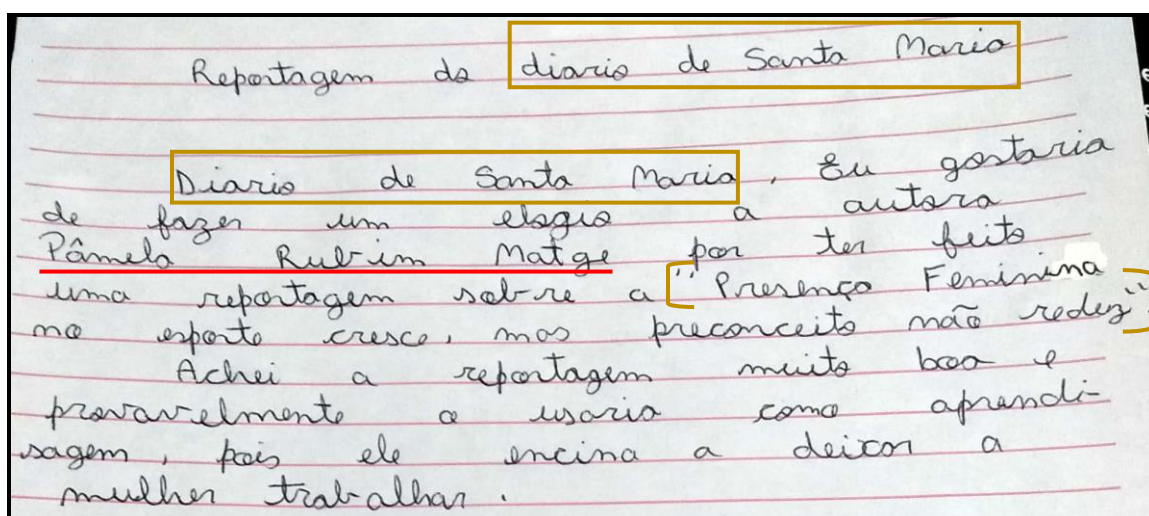 Reportagem do diario de Santa Maria
Diario de Santa Maria, Eu gostaria
de fazer um elogio a autora
Pâmela Rubim Matge por ter feito
uma reportagem sobre a "Presença Feminina
no esporte cresce, mas preconceito não reduz"
Achei a reportagem muito boa e
provavelmente a usaria como aprendi-
sagem, pois ele encina a deixar a
mulher trabalhar.